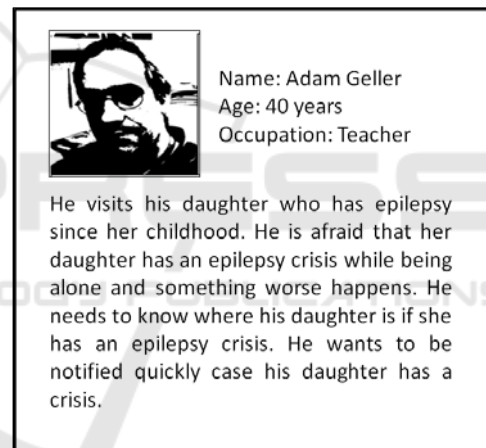 Name: Adam Geller
Age: 40 years
Occupation: Teacher
He visits his daughter who has epilepsy
since her childhood. He is afraid that her
daughter has an epilepsy crisis while being
alone and something worse happens. He
needs to know where his daughter is if she
has an epilepsy crisis. He wants to be
notified quickly case his daughter has a
crisis.